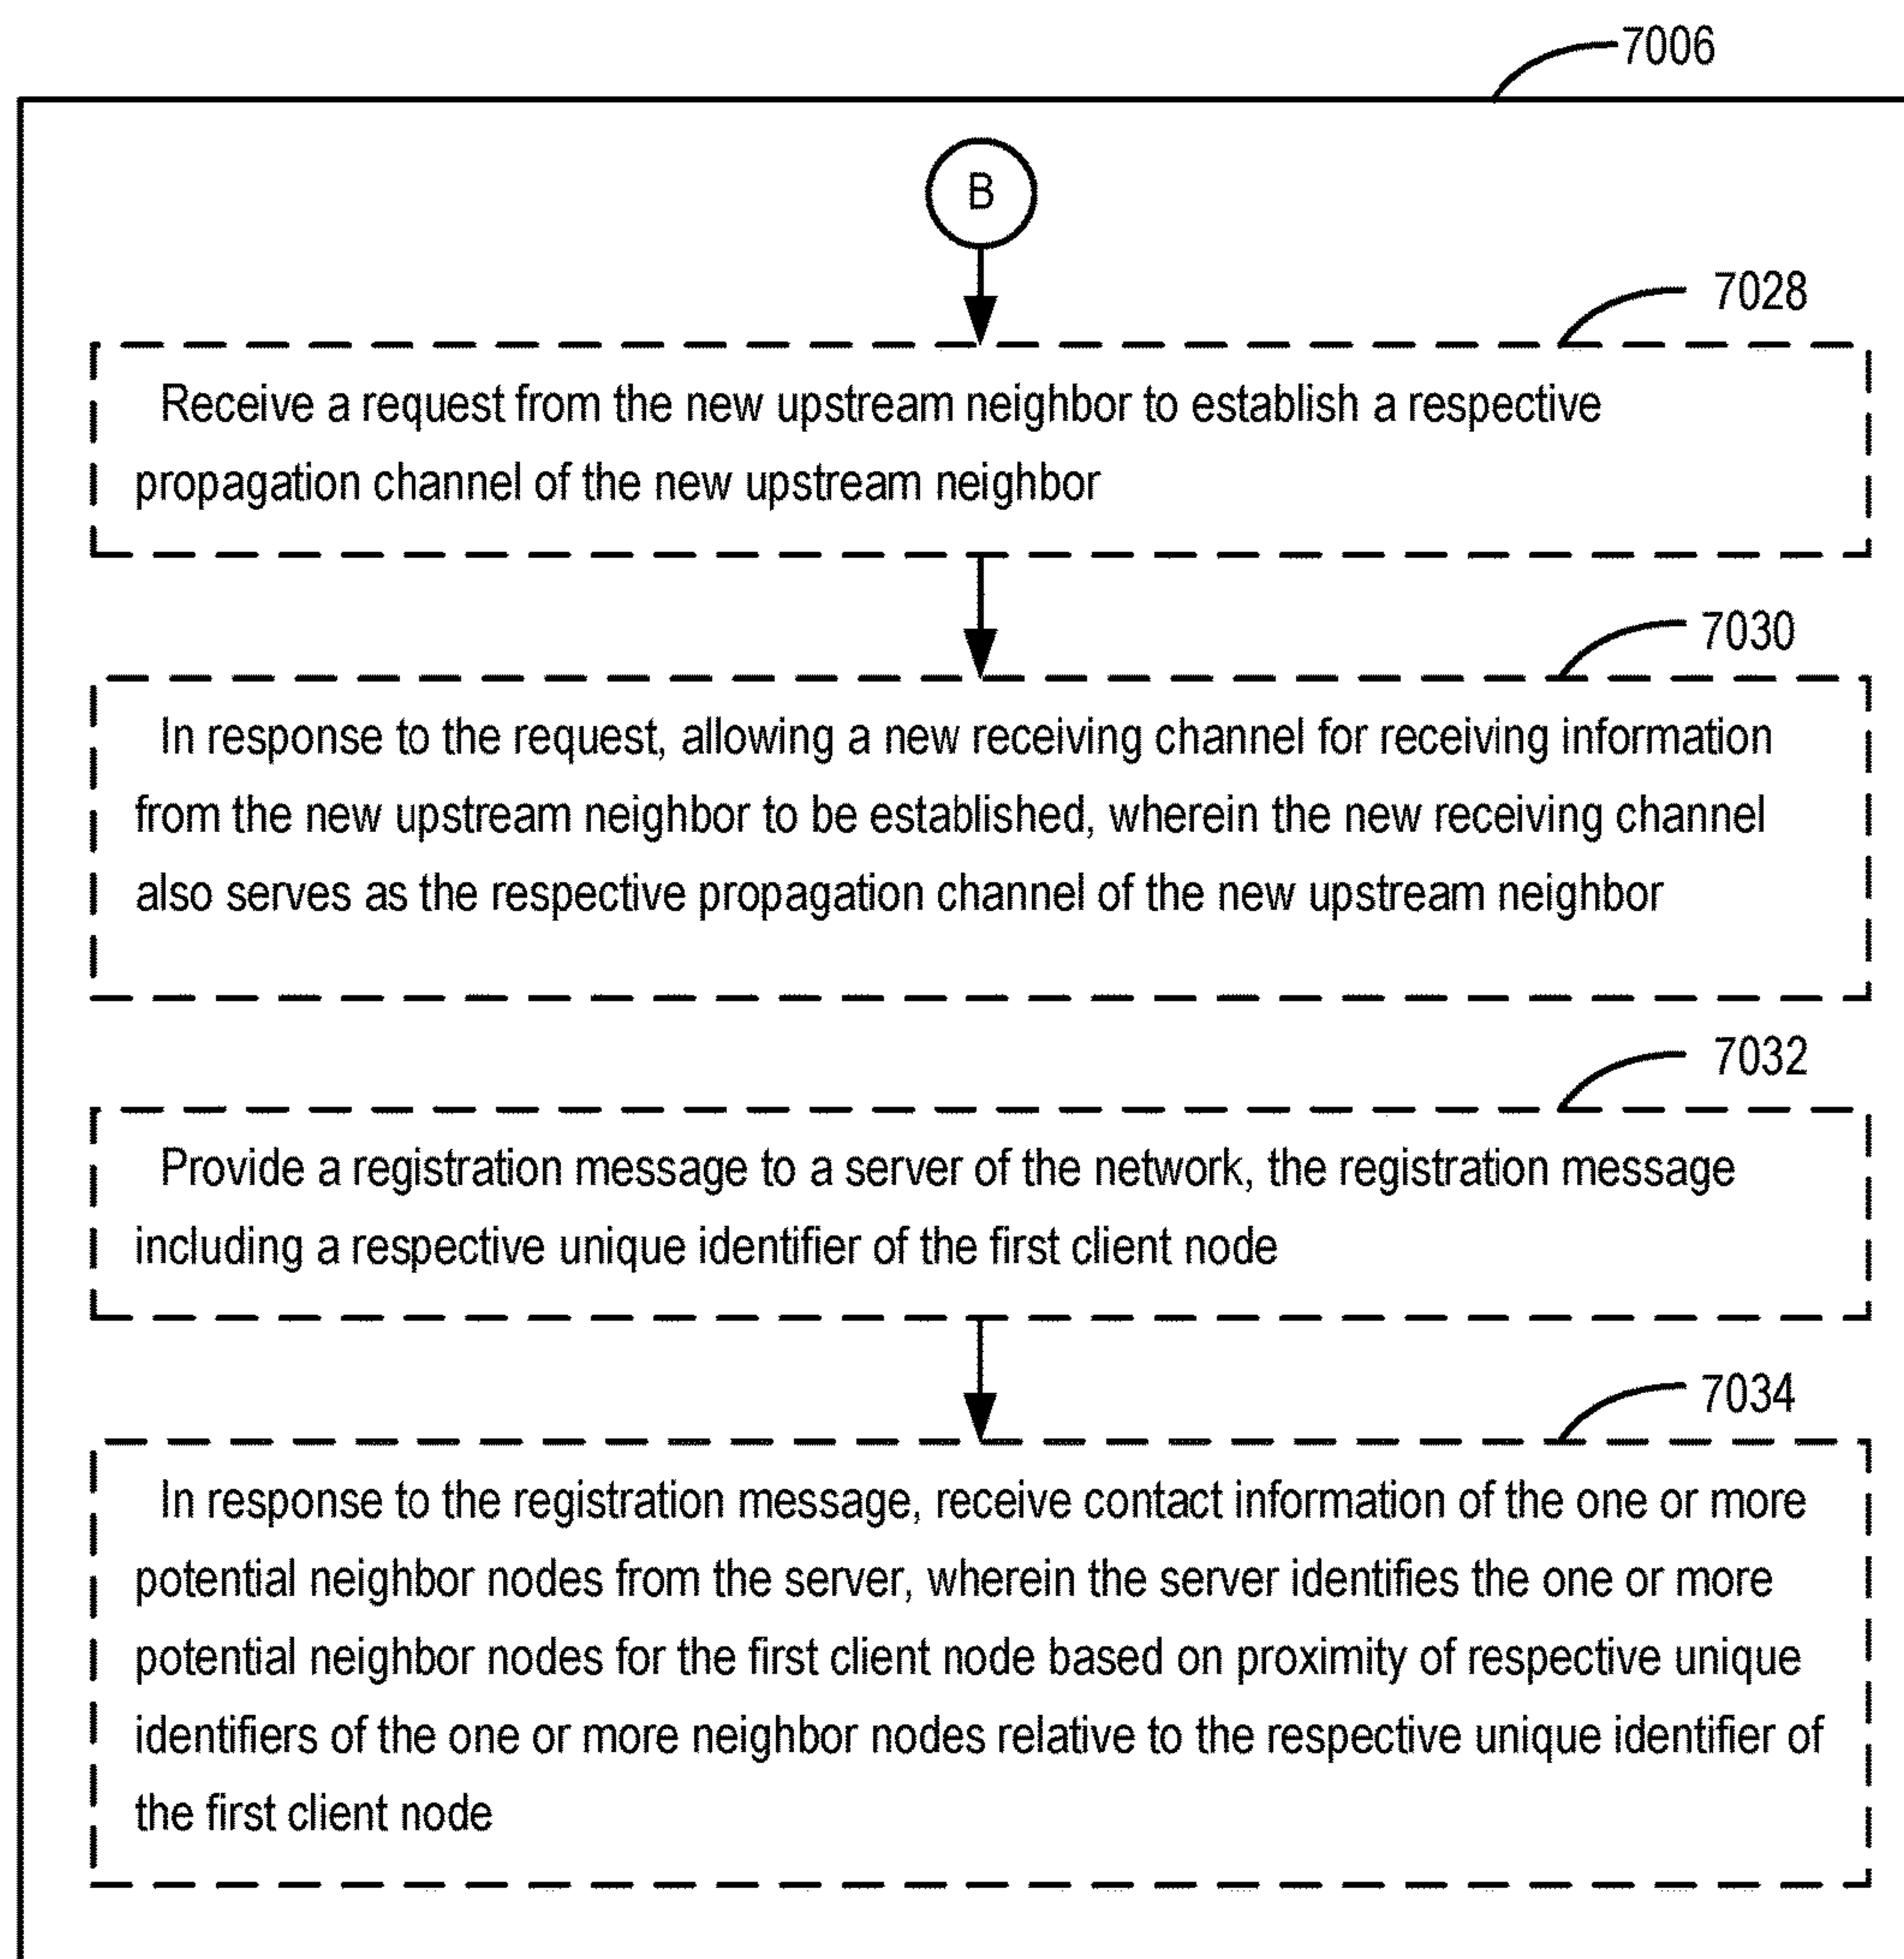 7006
B
7028
Receive a request from the new upstream neighbor to establish a respective
propagation channel of the new upstream neighbor
7030
In response to the request, allowing a new receiving channel for receiving information
from the new upstream neighbor to be established, wherein the new receiving channel
also serves as the respective propagation channel of the new upstream neighbor
7032
Provide a registration message to a server of the network, the registration message
including a respective unique identifier of the first client node
7034
In response to the registration message, receive contact information of the one or more
potential neighbor nodes from the server, wherein the server identifies the one or more
potential neighbor nodes for the first client node based on proximity of respective unique
identifiers of the one or more neighbor nodes relative to the respective unique identifier of
the first client node